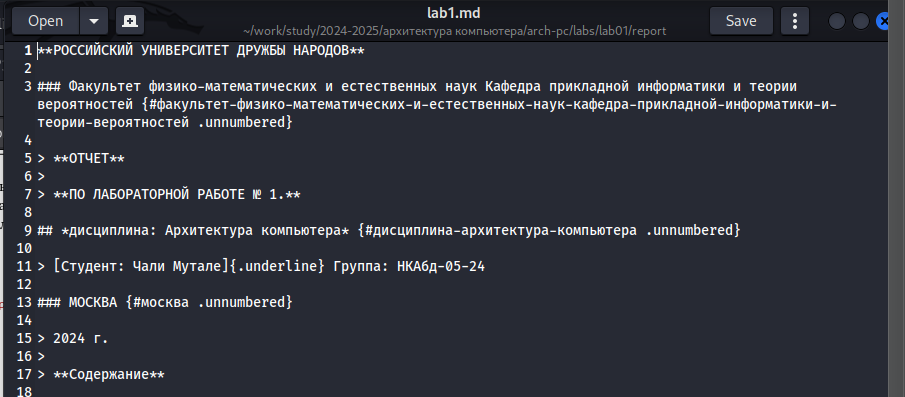 Open
lab1.md
~/work/study/2024-2025/архитектура компьютера/arch-pc/labs/lab01/report
Save
1 **РОССИЙСКИЙ УНИВЕРСИТЕТ ДРУЖБЫ НАРОДОВ**
2
3 ### Факультет физико-математических и естественных наук Кафедра прикладной информатики и теории
вероятностей {#факультет-физико-математических-и-естественных-наук-кафедра-прикладной-информатики-и-
теории-вероятностей .unnumbered}
4
5 > **ОТЧЕТ**
6 >
7 > **ПО ЛАБОРАТОРНОЙ РАБОТЕ № 1.**
8
9 ## *дисциплина: Архитектура компьютера* {#дисциплина-архитектура-компьютера .unnumbered}
10
11 > [Студент: Чали Мутале]{.underline} Группа: НКАбд-05-24
12
13 ### МОСКВА {#москва .unnumbered}
14
15 > 2024 г.
16 >
17 > **Содержание**
18